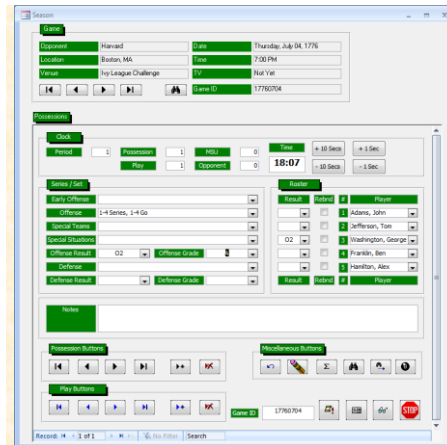 Season
Game
Opponent Harvard Date Thursday, July 04, 1776
Location Boston, MA Time 7:00 PM
Venue Ivy League Challenge TV Not Yet
Game ID 17760704
Possessions
Clock
Period 1 Possession 1 MSU 0 Time + 10 Secs + 1 Sec
Play 1 Opponent 0 18:07 - 10 Secs - 1 Sec
Series / Set Roster
Early Offense Result Rebnd # Player
Offense 1-4 Series, 1-4 Go 1 Adams, John
Special Teams 2 Jefferson, Tom
Special Situations O2 3 Washington, George
Offense Result O2 Offense Grade 4 Franklin, Ben
Defense 5 Hamilton, Alex
Defense Result Defense Grade Result Rebnd # Player
Notes
Possession Buttons Miscellaneous Buttons
Σ
Play Buttons
Game ID 17760704 STOP
Record: 1 of 1 No Filter Search